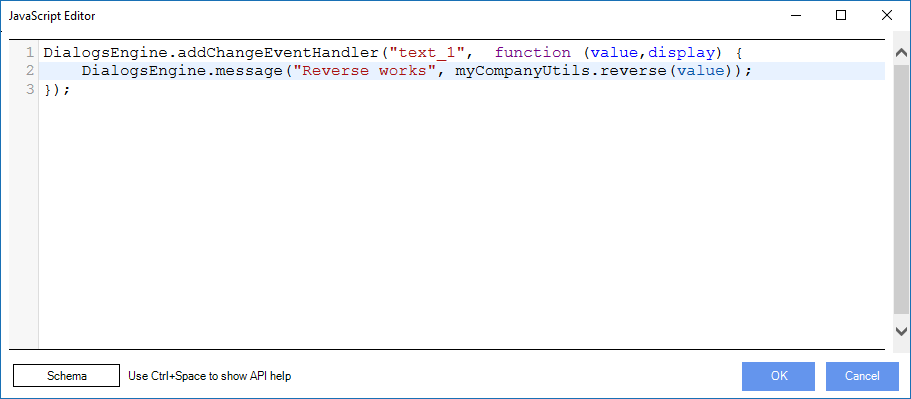 JavaScript Editor
1 DialogsEngine.addChangeEventHandler("text_1",  function (value,display) {
2     DialogsEngine.message("Reverse works", myCompanyUtils.reverse(value));
3 });
Schema Use Ctrl+Space to show API help OK Cancel